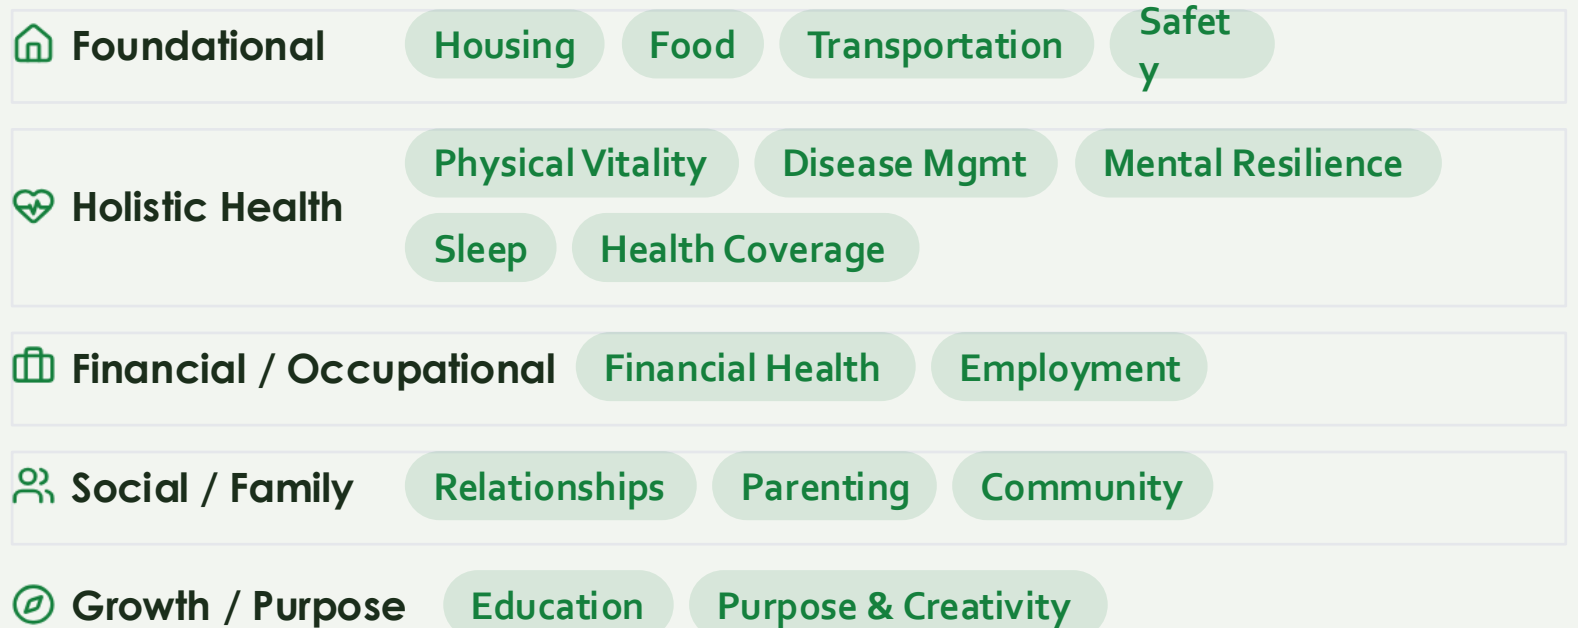 Foundational Housing Food Transportation Safet
y
Holistic Health
Physical Vitality Disease Mgmt Mental Resilience
Sleep Health Coverage
Financial / Occupational Financial Health Employment
Social / Family Relationships Parenting Community
Growth / Purpose Education Purpose & Creativity